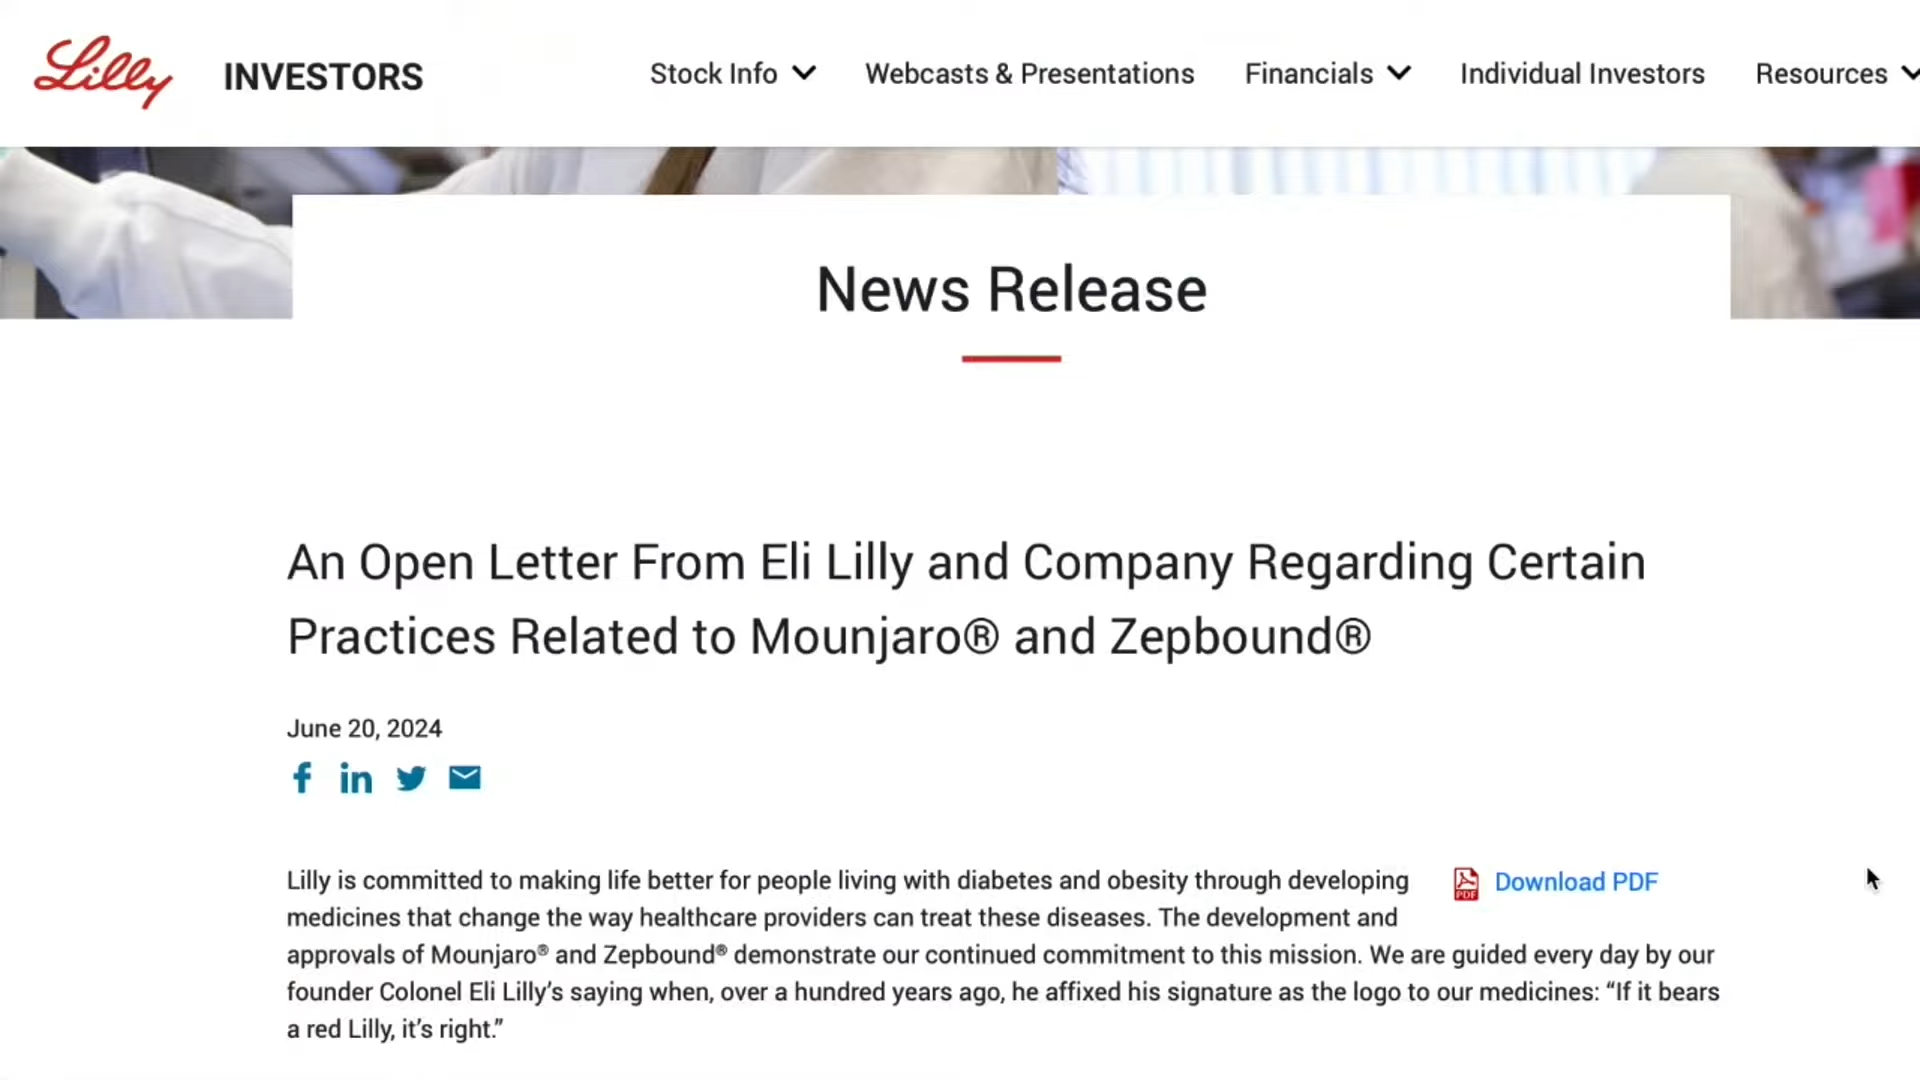 Lilly INVESTORS Stock Info Webcasts & Presentations Financials Individual Investors Resources
News Release
An Open Letter From Eli Lilly and Company Regarding Certain
Practices Related to Mounjaro® and Zepbound®
June 20, 2024
Lilly is committed to making life better for people living with diabetes and obesity through developing
PDF Download PDF
medicines that change the way healthcare providers can treat these diseases. The development and
approvals of Mounjaro® and Zepbound® demonstrate our continued commitment to this mission. We are guided every day by our
founder Colonel Eli Lilly’s saying when, over a hundred years ago, he affixed his signature as the logo to our medicines: “If it bears
a red Lilly, it’s right.”